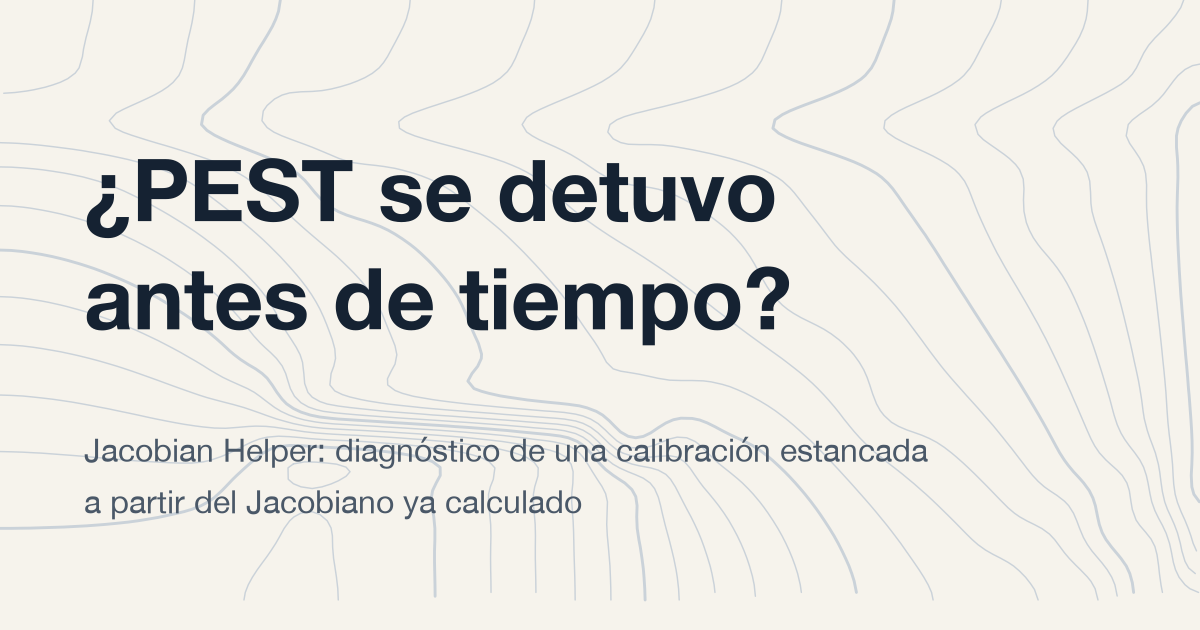 ¿PEST se detuvo
antes de tiempo?
Jacobian Helper: diagnóstico de una calibración estancada
a partir del Jacobiano ya calculado